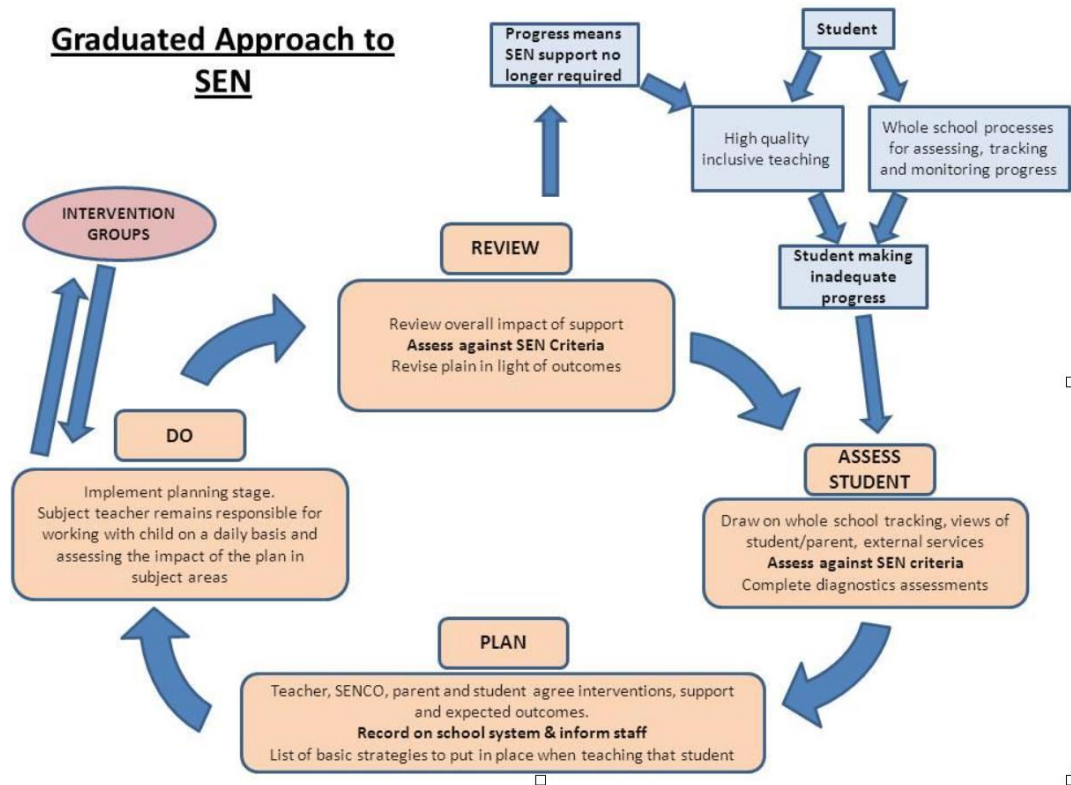 Graduated Approach to
SEN
Progress means
SEN support no
longer required
Student
High quality
inclusive teaching
Whole school processes
for assessing, tracking
and monitoring progress
Student making
inadequate
progress
INTERVENTION
GROUPS
REVIEW
Review overall impact of support
Assess against SEN Criteria
Revise plain in light of outcomes
DO
Implement planning stage.
Subject teacher remains responsible for
working with child on a daily basis and
assessing the impact of the plan in
subject areas
ASSESS
STUDENT
Draw on whole school tracking, views of
student/parent, external services
Assess against SEN criteria
Complete diagnostics assessments
PLAN
Teacher, SENCO, parent and student agree interventions, support
and expected outcomes.
Record on school system & inform staff
List of basic strategies to put in place when teaching that student